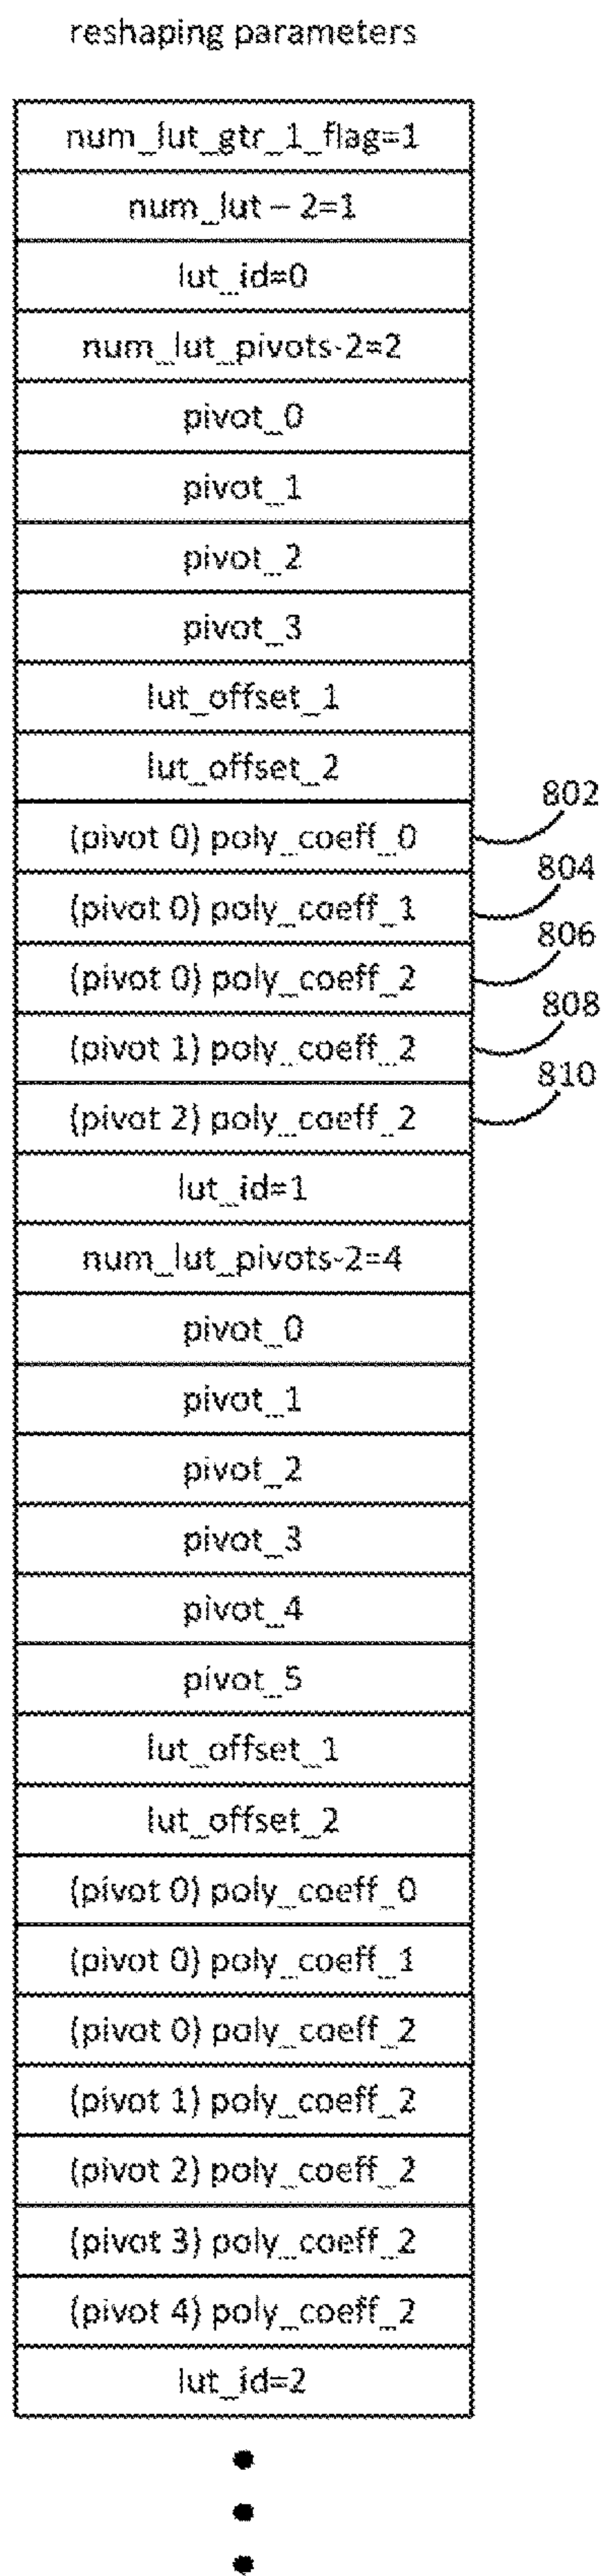 reshaping parameters
num_lut_gtr_1_flag=1
num_lut – 2=1
lut_id=0
num_lut_pivots-2=2
pivot_0
pivot_1
pivot_2
pivot_3
lut_offset_1
lut_offset_2
802
(pivot 0) poly_coeff_0
804
(pivot 0) poly_coeff_1
806
(pivot 0) poly_coeff_2
808
(pivot 1) poly_coeff_2
810
(pivot 2) poly_coeff_2
lut_id=1
num_lut_pivots-2=4
pivot_0
pivot_1
pivot_2
pivot_3
pivot_4
pivot_5
lut_offset_1
lut_offset_2
(pivot 0) poly_coeff_0
(pivot 0) poly_coeff_1
(pivot 0) poly_coeff_2
(pivot 1) poly_coeff_2
(pivot 2) poly_coeff_2
(pivot 3) poly_coeff_2
(pivot 4) poly_coeff_2
lut_id=2